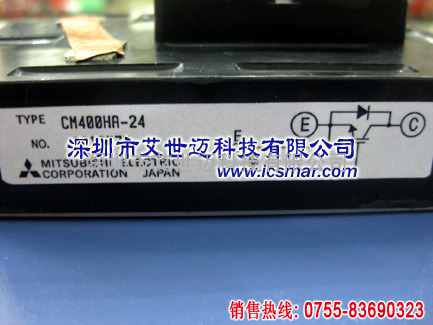 TYPE CM400HA-24
NO.
E
E C
MITSUBISHI ELECTRIC
CORPORATION JAPAN
深圳市艾世迈科技有限公司
www.icsmar.com
销售热线: 0755-83690323